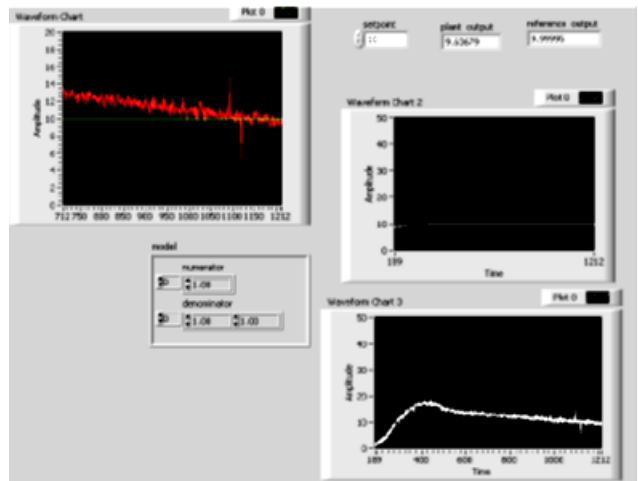 Waveform Chart
Plot 0
20
18
16
14
12
10
8
6
4
2
0
Amplitude
712 750 800 850 900 950 1000 1050 1100 1150 1212
setpoint
plant output
9.63679
reference output
9.99995
Waveform Chart 2
Plot 0
50
40
30
20
10
0
Amplitude
189
1212
Time
model
numerator
0
1.08
denominator
0
1.08
1.00
Waveform Chart 3
Plot 0
50
40
30
20
10
0
Amplitude
189 400 600 800 1000 1212
Time